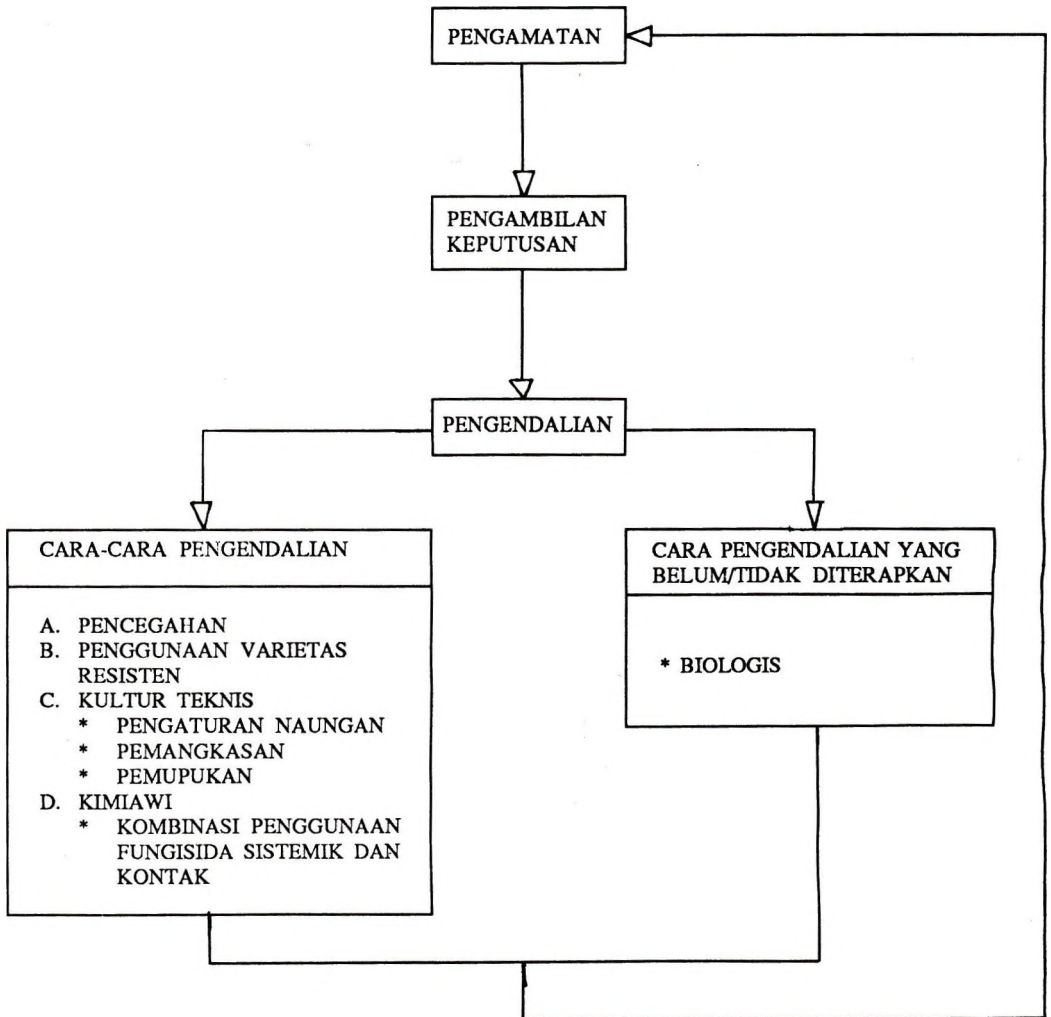 PENGAMATAN
PENGAMBILAN
KEPUTUSAN
PENGENDALIAN
CARA-CARA PENGENDALIAN
A. PENCEGAHAN
B. PENGGUNAAN VARIETAS
RESISTEN
C. KULTUR TEKNIS
* PENGATURAN NAUNGAN
* PEMANGKASAN
* PEMUPUKAN
D. KIMIAWI
* KOMBINASI PENGGUNAAN
FUNGISIDA SISTEMIK DAN
KONTAK
CARA PENGENDALIAN YANG
BELUM/TIDAK DITERAPKAN
* BIOLOGIS